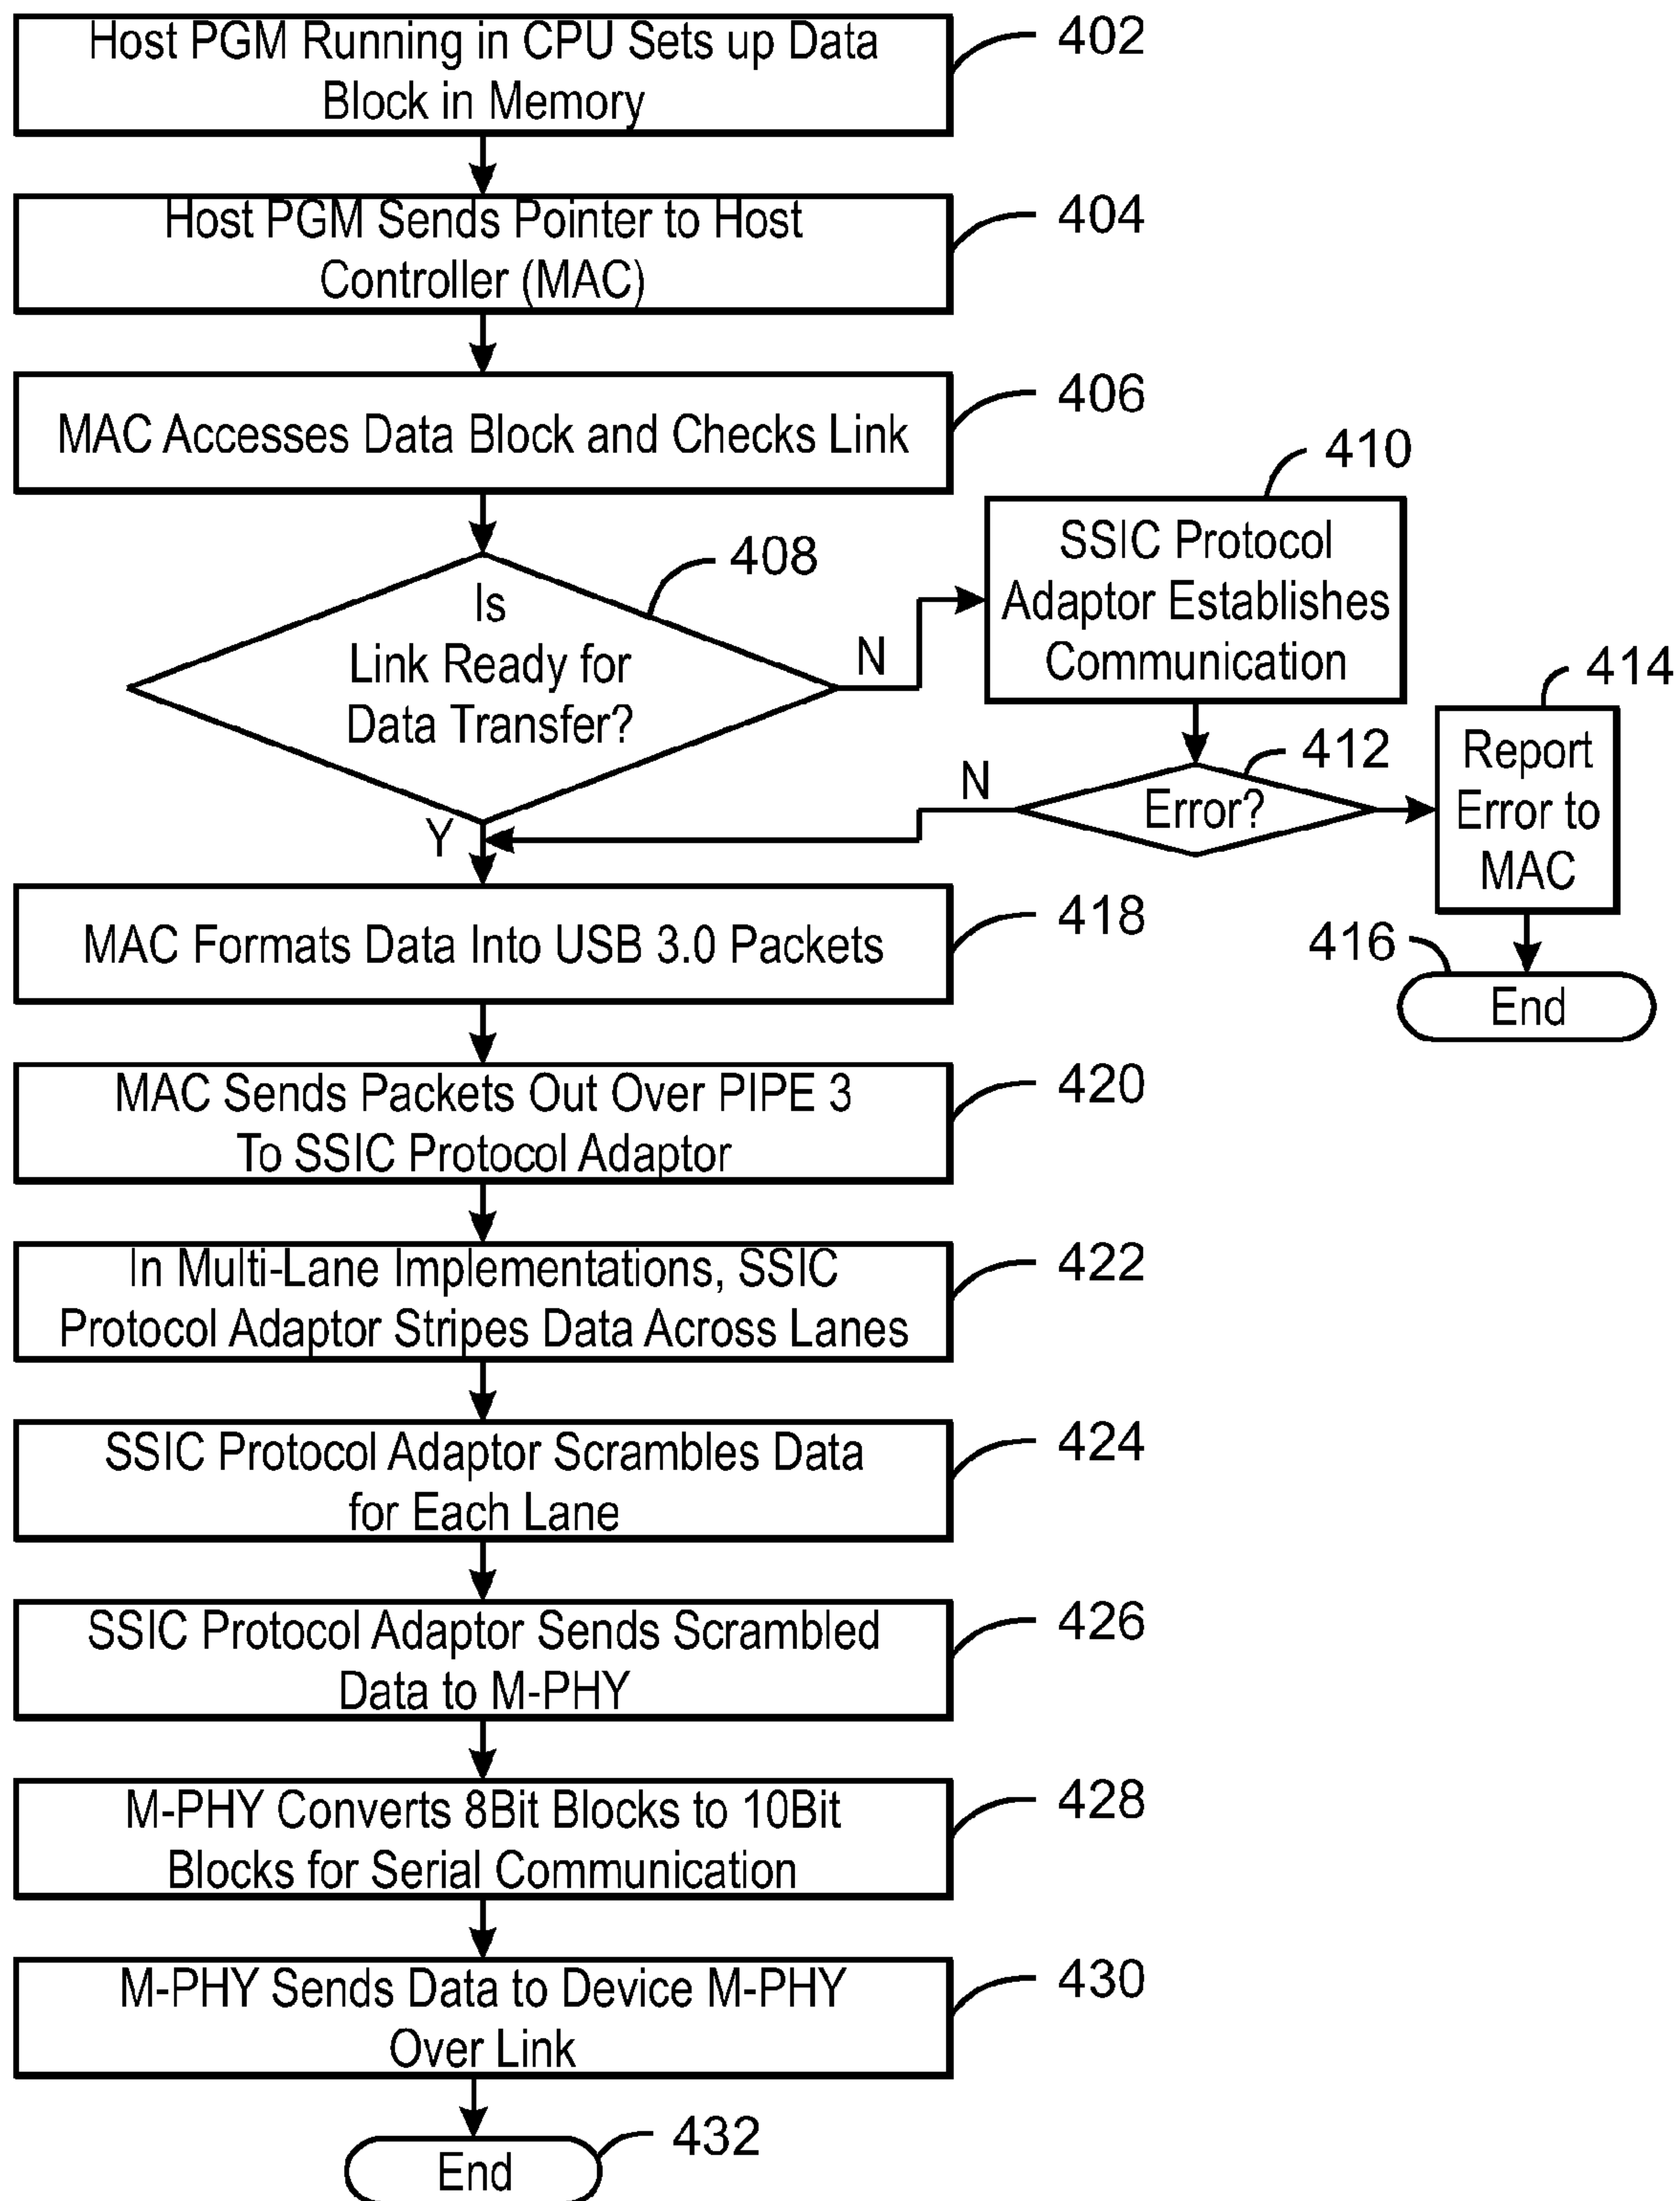 Host PGM Running in CPU Sets up Data
Block in Memory
402
Host PGM Sends Pointer to Host
Controller (MAC)
404
MAC Accesses Data Block and Checks Link
406
Is
Link Ready for
Data Transfer?
408
N
Y
SSIC Protocol
Adaptor Establishes
Communication
410
Error?
412
N
Report
Error to
MAC
414
End
416
MAC Formats Data Into USB 3.0 Packets
418
MAC Sends Packets Out Over PIPE 3
To SSIC Protocol Adaptor
420
In Multi-Lane Implementations, SSIC
Protocol Adaptor Stripes Data Across Lanes
422
SSIC Protocol Adaptor Scrambles Data
for Each Lane
424
SSIC Protocol Adaptor Sends Scrambled
Data to M-PHY
426
M-PHY Converts 8Bit Blocks to 10Bit
Blocks for Serial Communication
428
M-PHY Sends Data to Device M-PHY
Over Link
430
End
432